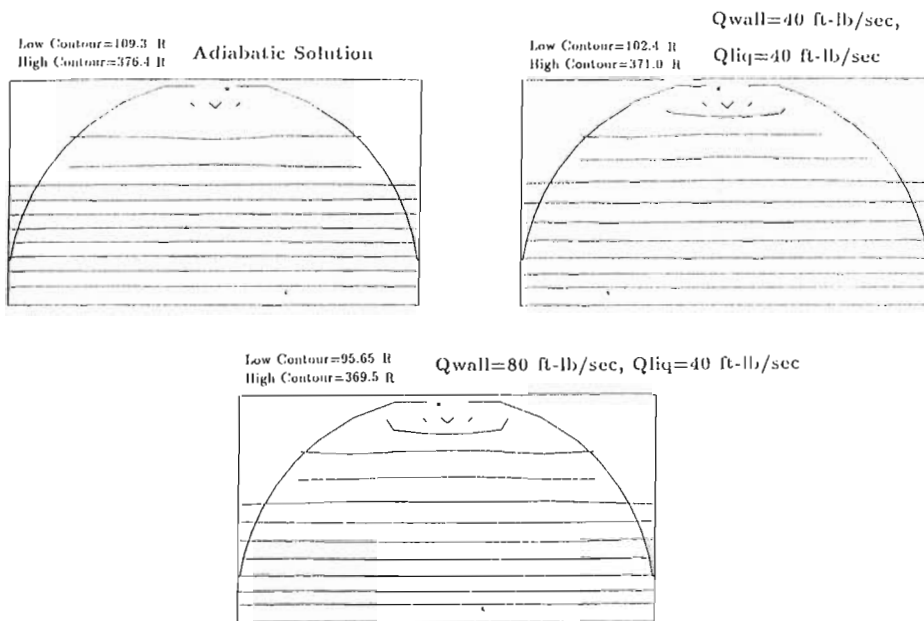 Low Contour=109.3 R
High Contour=376.4 R
Adiabatic Solution
Qwall=40 ft-lb/sec,
Qliq=40 ft-lb/sec
Low Contour=102.4 R
High Contour=371.0 R
Low Contour=95.65 R
High Contour=369.5 R
Qwall=80 ft-lb/sec, Qliq=40 ft-lb/sec